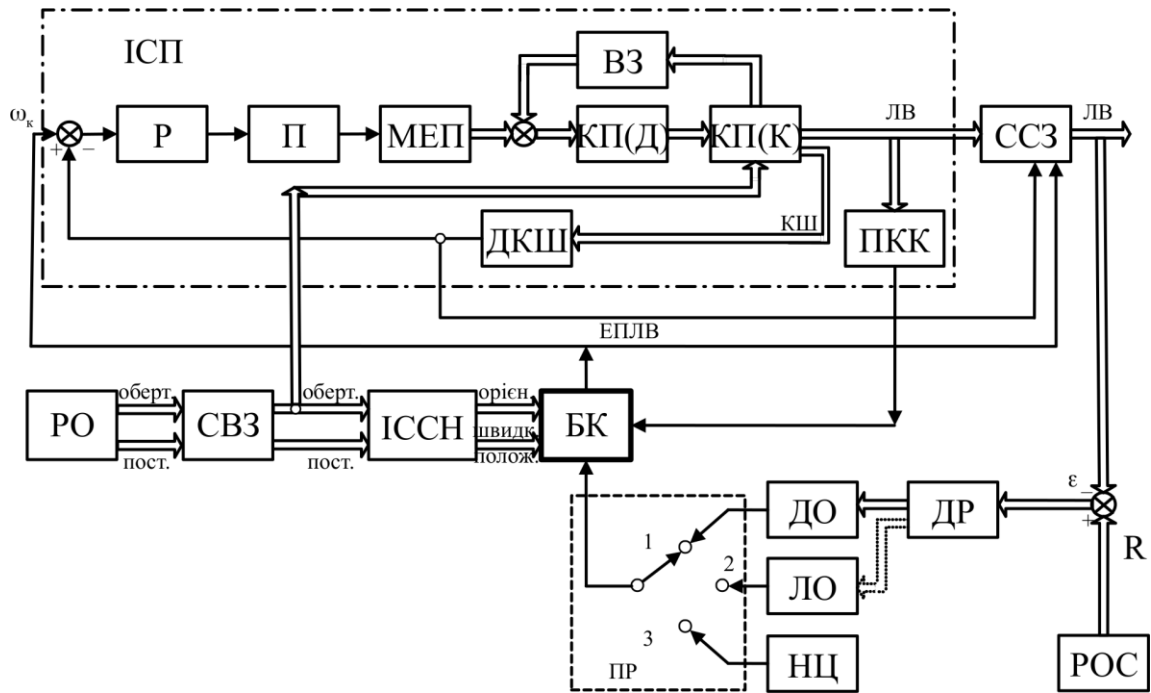 ІСП
ВЗ
ωк
+
−
Р
П
МЕП
КП(Д)
КП(К)
ЛВ
ССЗ
ЛВ
КШ
ДКШ
ПКК
ЕПЛВ
РО
оберт.
пост.
СВЗ
оберт.
пост.
ІССН
орієн.
швидк.
полож.
БК
ε
−
+
R
ДО
ДР
1
2
3
ЛО
НЦ
ПР
РОС